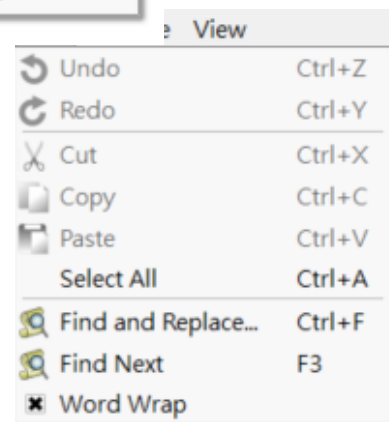 View
Undo Ctrl+Z
Redo Ctrl+Y
Cut Ctrl+X
Copy Ctrl+C
Paste Ctrl+V
Select All Ctrl+A
Find and Replace... Ctrl+F
Find Next F3
Word Wrap